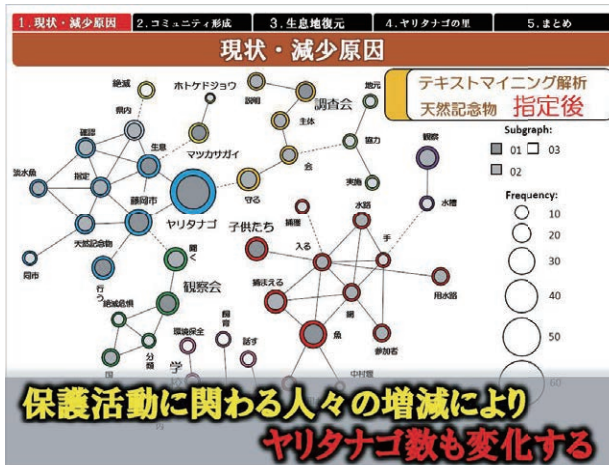 1.現状・減少原因
2.コミュニティ形成
3.生息地復元
4.ヤリタナゴの里
5.まとめ
現状・減少原因
テキストマイニング解析
天然記念物 指定後
絶滅
県内
ホトケドジョウ
説明
調査会
地元
主体
確認
生息
マツカサガイ
会
協力
観察
淡水魚
指定
藤岡市
守る
実施
ヤリタナゴ
天然記念物
子供たち
捕獲
水路
手
水槽
入る
聞く
岡市
行う
観察会
捕まえる
網
用水路
絶滅危惧
分類
国
環境保全
飼育
話す
魚
参加者
学
中村
Subgraph:
01
03
02
Frequency:
10
20
30
40
50
60
保護活動に関わる人々の増減により
ヤリタナゴ数も変化する